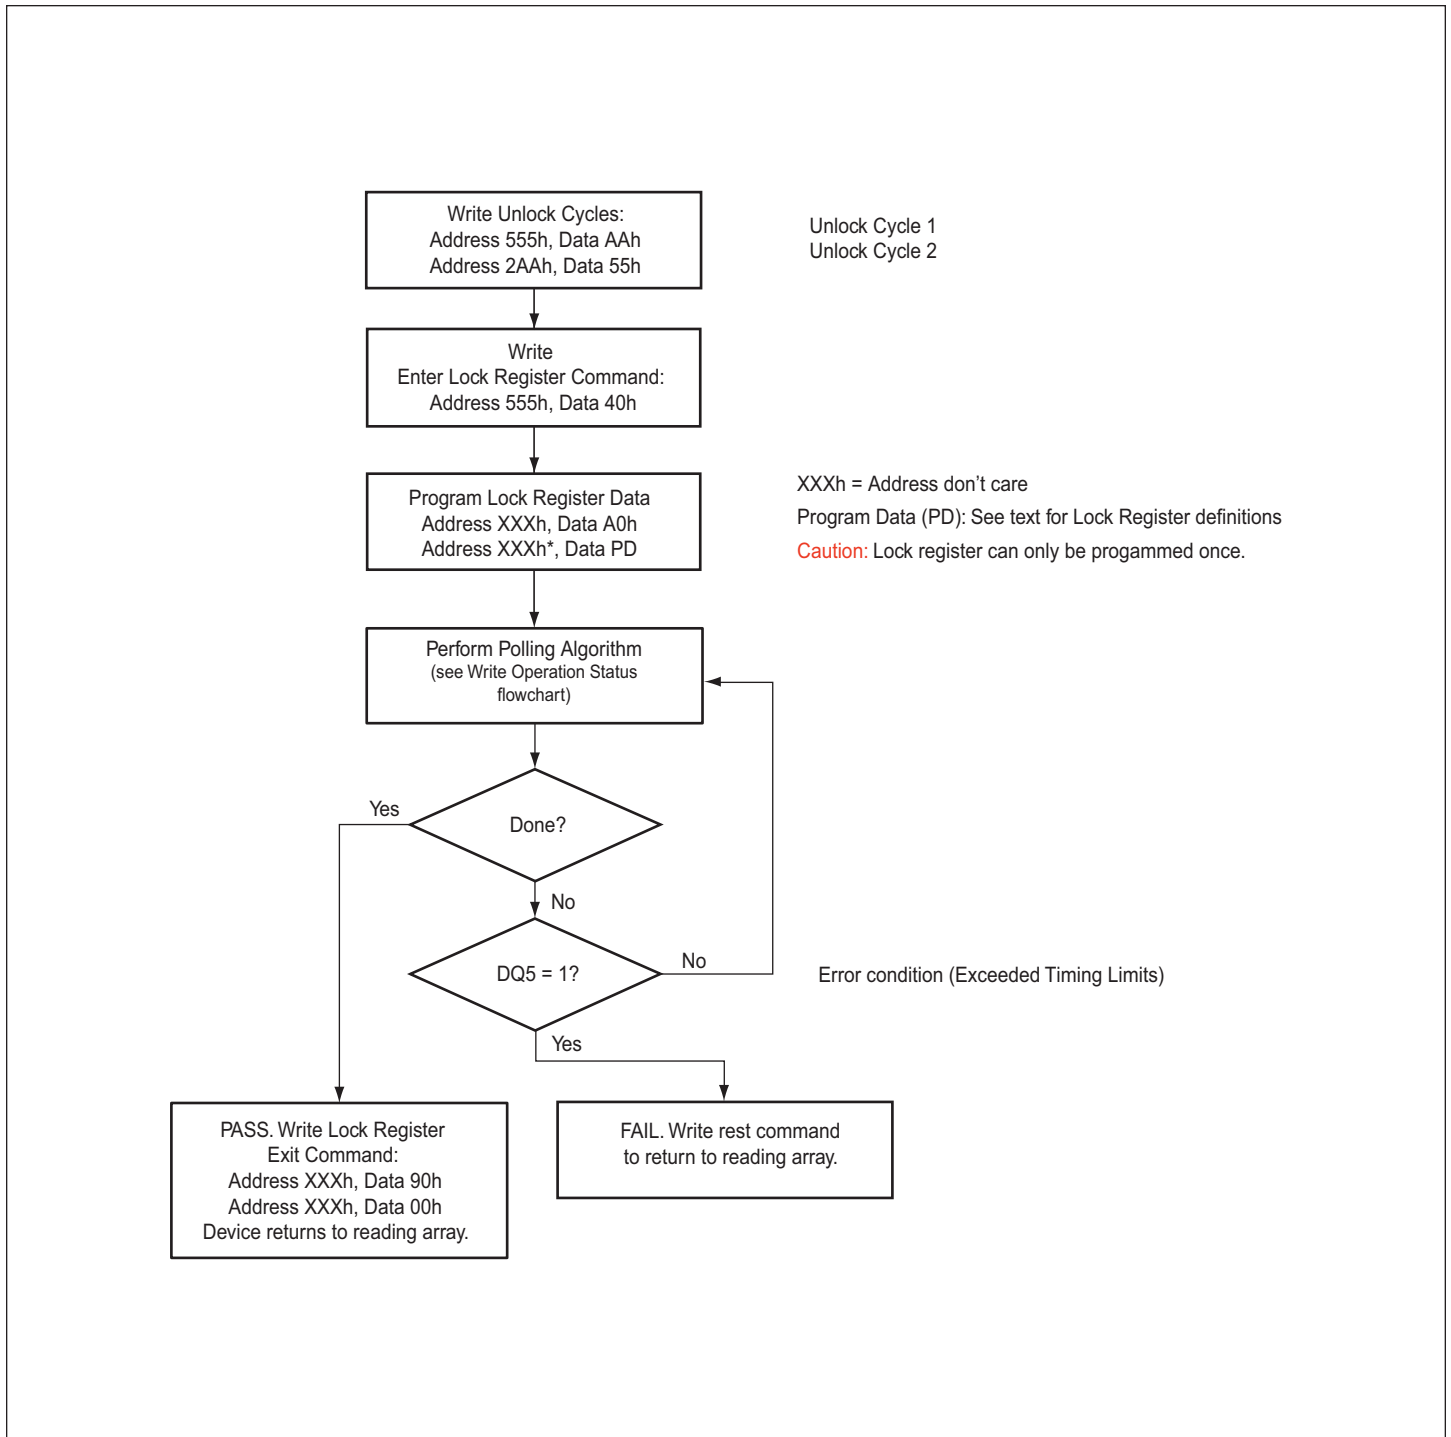 Write Unlock Cycles:
Address 555h, Data AAh
Address 2AAh, Data 55h
Unlock Cycle 1
Unlock Cycle 2
Write
Enter Lock Register Command:
Address 555h, Data 40h
Program Lock Register Data
Address XXXh, Data A0h
Address XXXh*, Data PD
XXXh = Address don't care
Program Data (PD): See text for Lock Register definitions
Caution: Lock register can only be progammed once.
Perform Polling Algorithm
(see Write Operation Status
flowchart)
Yes
Done?
No
DQ5 = 1?
No
Error condition (Exceeded Timing Limits)
Yes
PASS. Write Lock Register
Exit Command:
Address XXXh, Data 90h
Address XXXh, Data 00h
Device returns to reading array.
FAIL. Write rest command
to return to reading array.